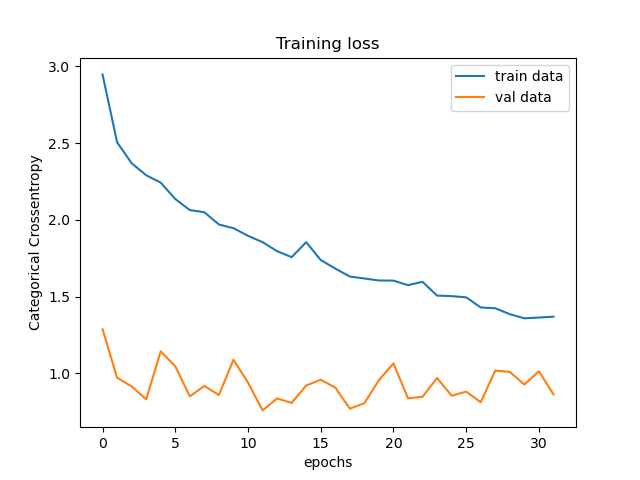 Training loss
train data
val data
Categorical Crossentropy
3.0
2.5
2.0
1.5
1.0
0 5 10 15 20 25 30
epochs